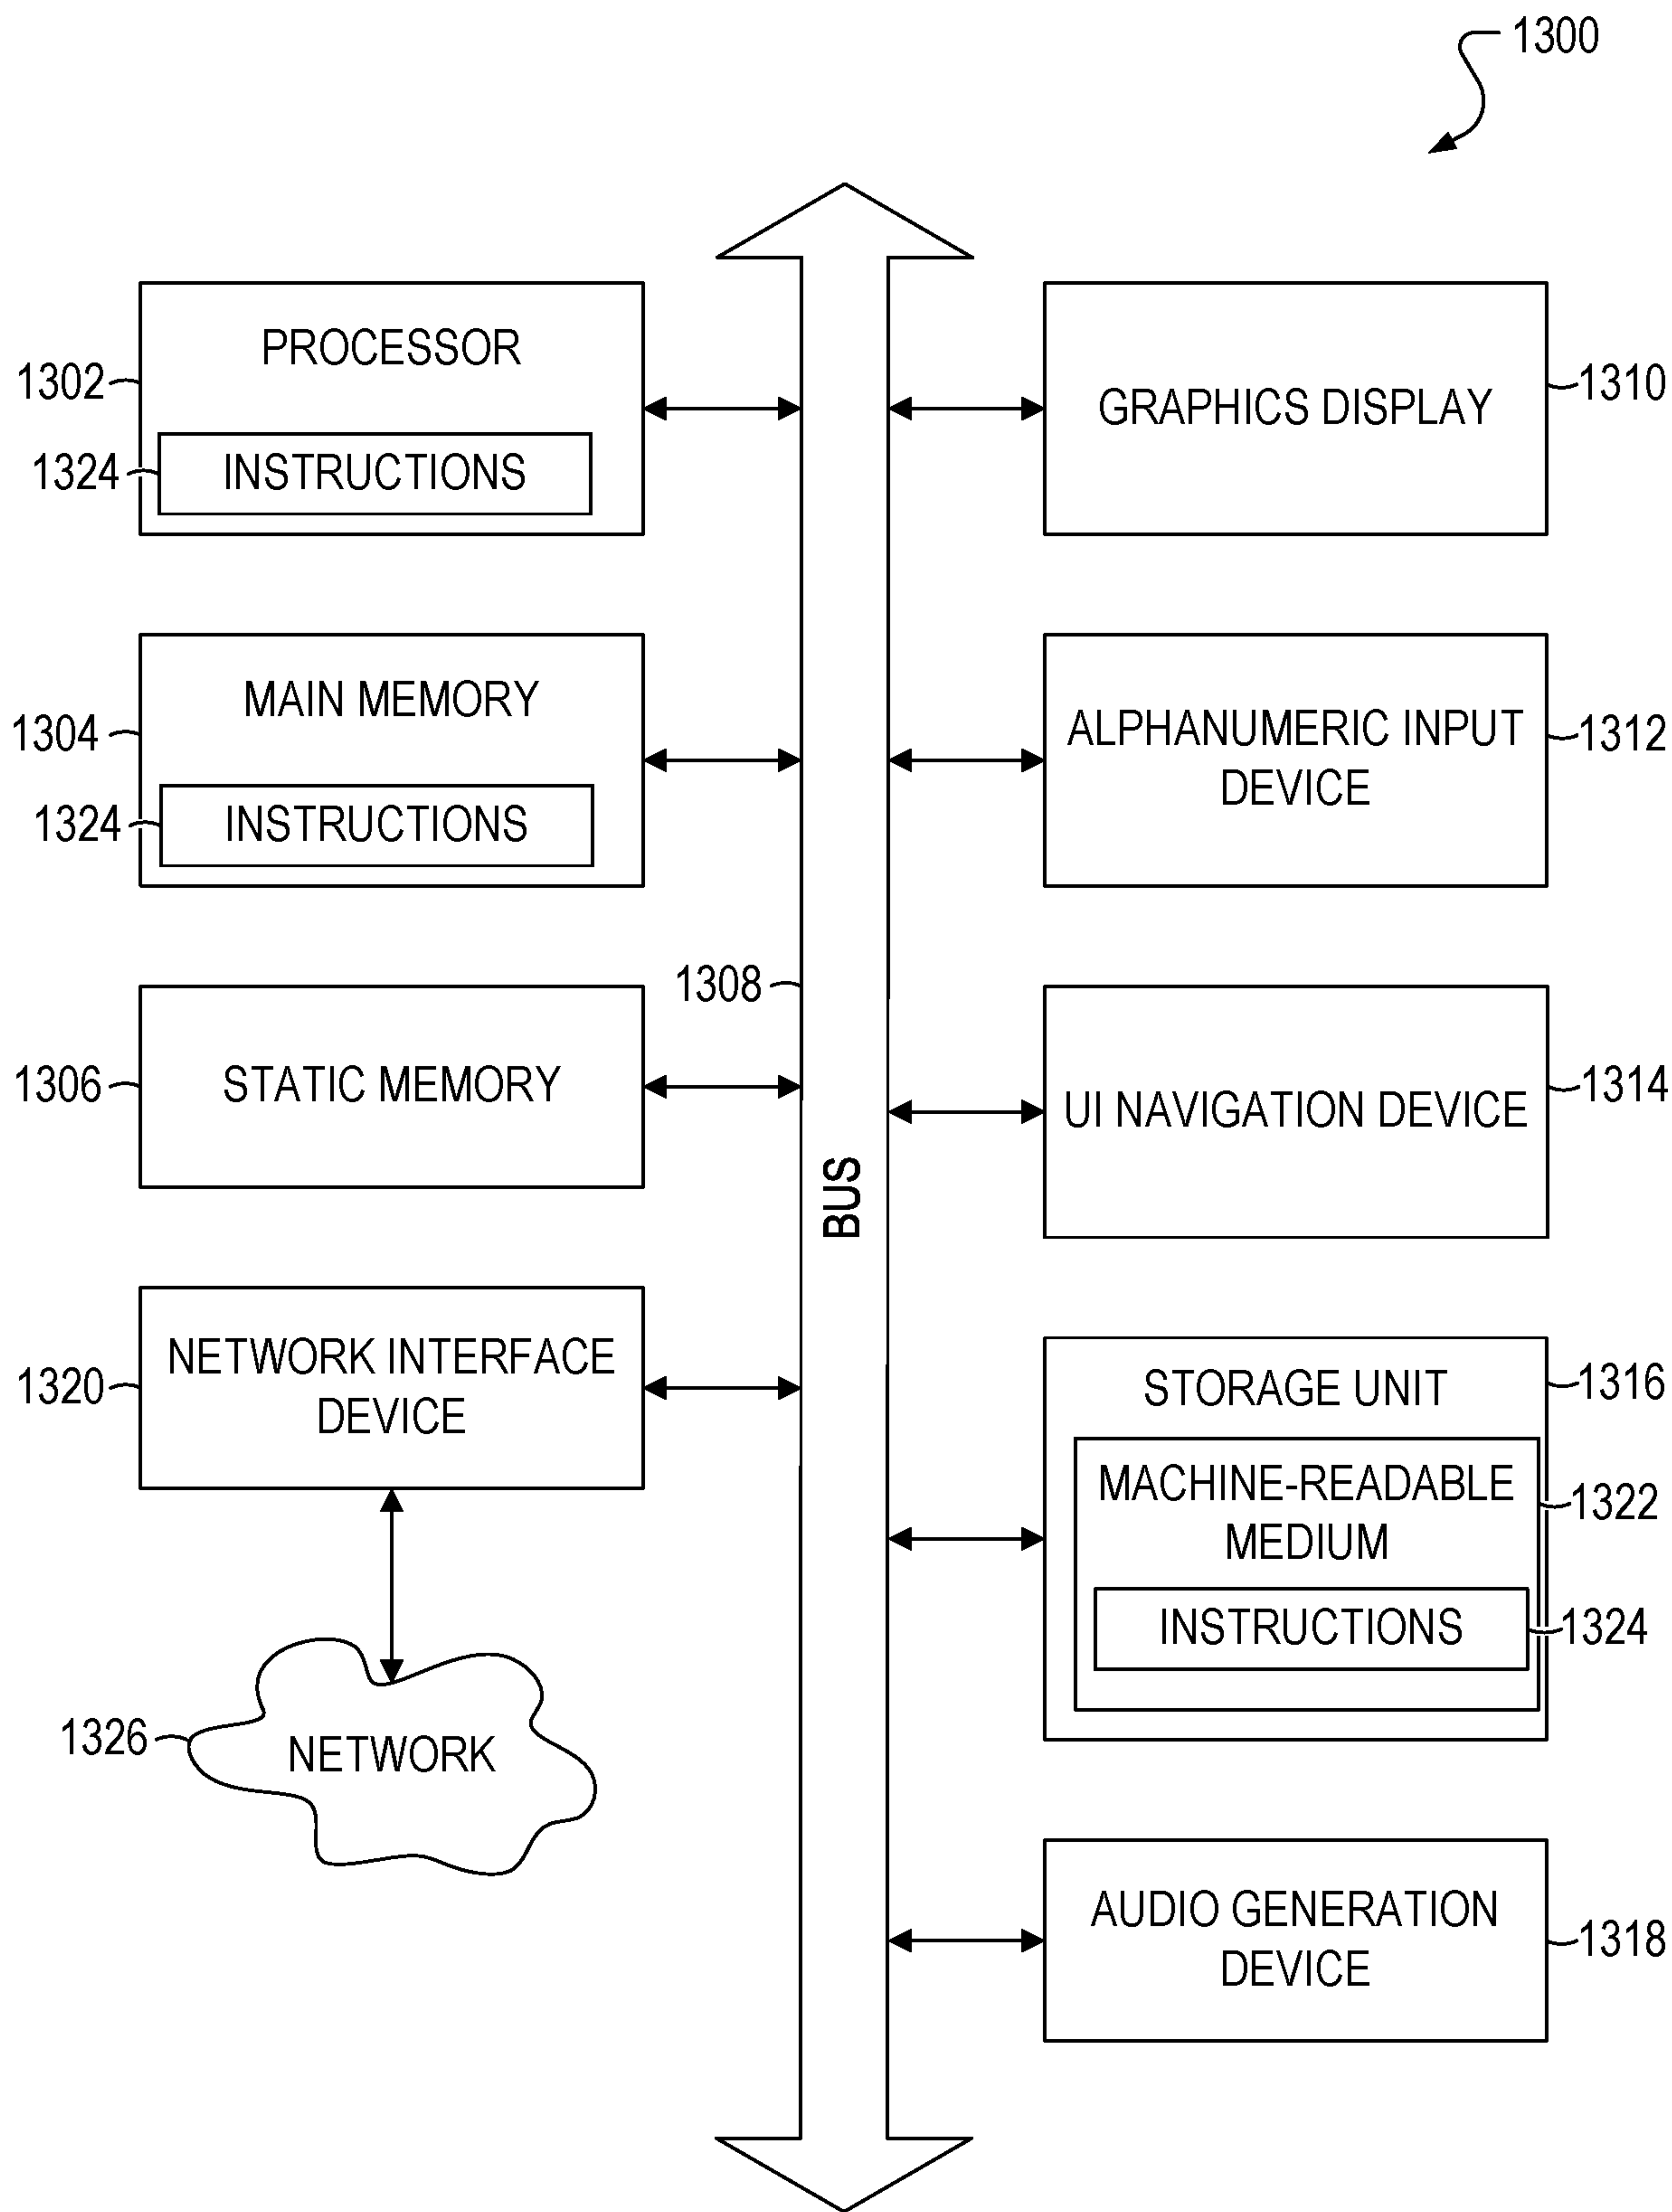 1300
PROCESSOR
1302
1324
INSTRUCTIONS
MAIN MEMORY
1304
1324
INSTRUCTIONS
1308
1306
STATIC MEMORY
BUS
1320
NETWORK INTERFACE
DEVICE
1326
NETWORK
GRAPHICS DISPLAY
1310
ALPHANUMERIC INPUT
DEVICE
1312
UI NAVIGATION DEVICE
1314
STORAGE UNIT
1316
MACHINE-READABLE
MEDIUM
1322
INSTRUCTIONS
1324
AUDIO GENERATION
DEVICE
1318